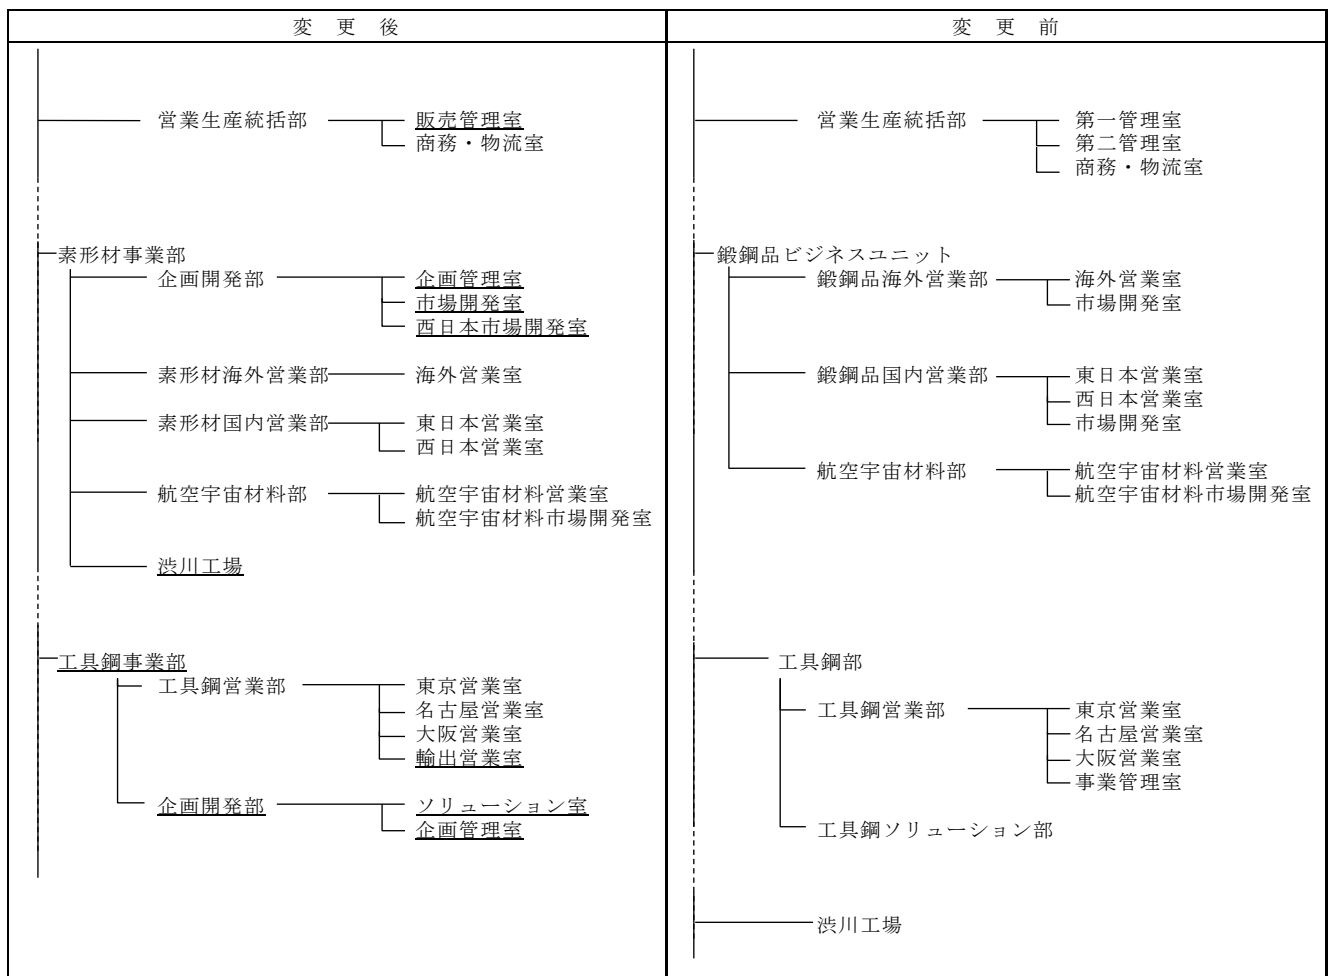 変 更 後
営業生産統括部 販売管理室
商務・物流室
素形材事業部
企画開発部 企画管理室
市場開発室
西日本市場開発室
素形材海外営業部 海外営業室
素形材国内営業部 東日本営業室
西日本営業室
航空宇宙材料部 航空宇宙材料営業室
航空宇宙材料市場開発室
渋川工場
工具鋼事業部
工具鋼営業部 東京営業室
名古屋営業室
大阪営業室
輸出営業室
企画開発部 ソリューション室
企画管理室
変 更 前
営業生産統括部 第一管理室
第二管理室
商務・物流室
鍛鋼品ビジネスユニット
鍛鋼品海外営業部 海外営業室
市場開発室
鍛鋼品国内営業部 東日本営業室
西日本営業室
市場開発室
航空宇宙材料部 航空宇宙材料営業室
航空宇宙材料市場開発室
工具鋼部
工具鋼営業部 東京営業室
名古屋営業室
大阪営業室
事業管理室
工具鋼ソリューション部
渋川工場